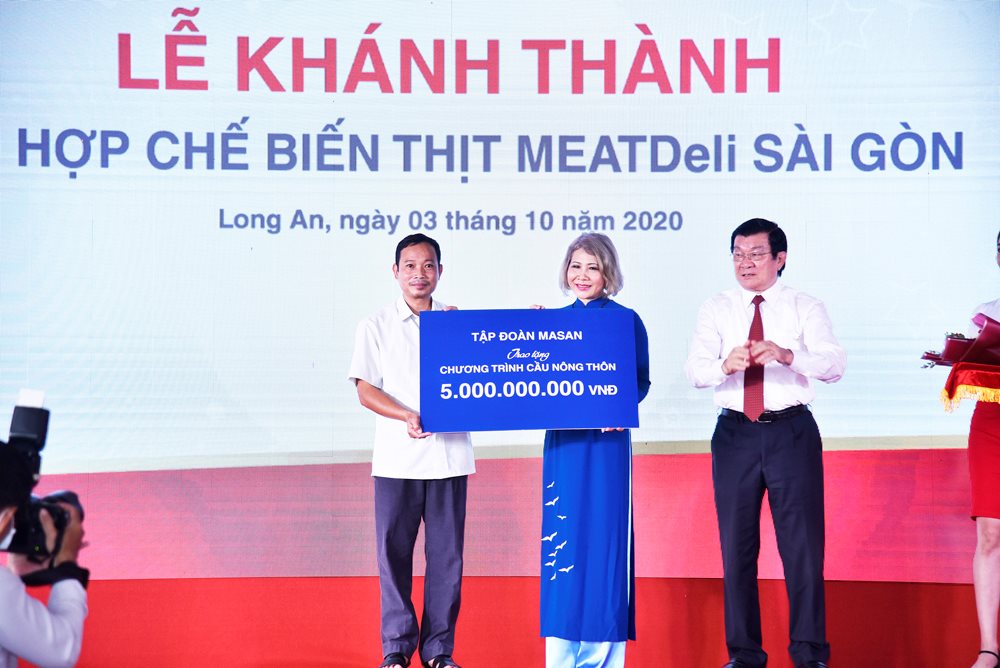 LỄ KHÁNH THÀNH
HỢP CHẾ BIẾN THỊT MEATDeli SÀI GÒN
Long An, ngày 03 tháng 10 năm 2020
TẬP ĐOÀN MASAN
Trao tặng
CHƯƠNG TRÌNH CẦU NÔNG THÔN
5.000.000.000 VNĐ